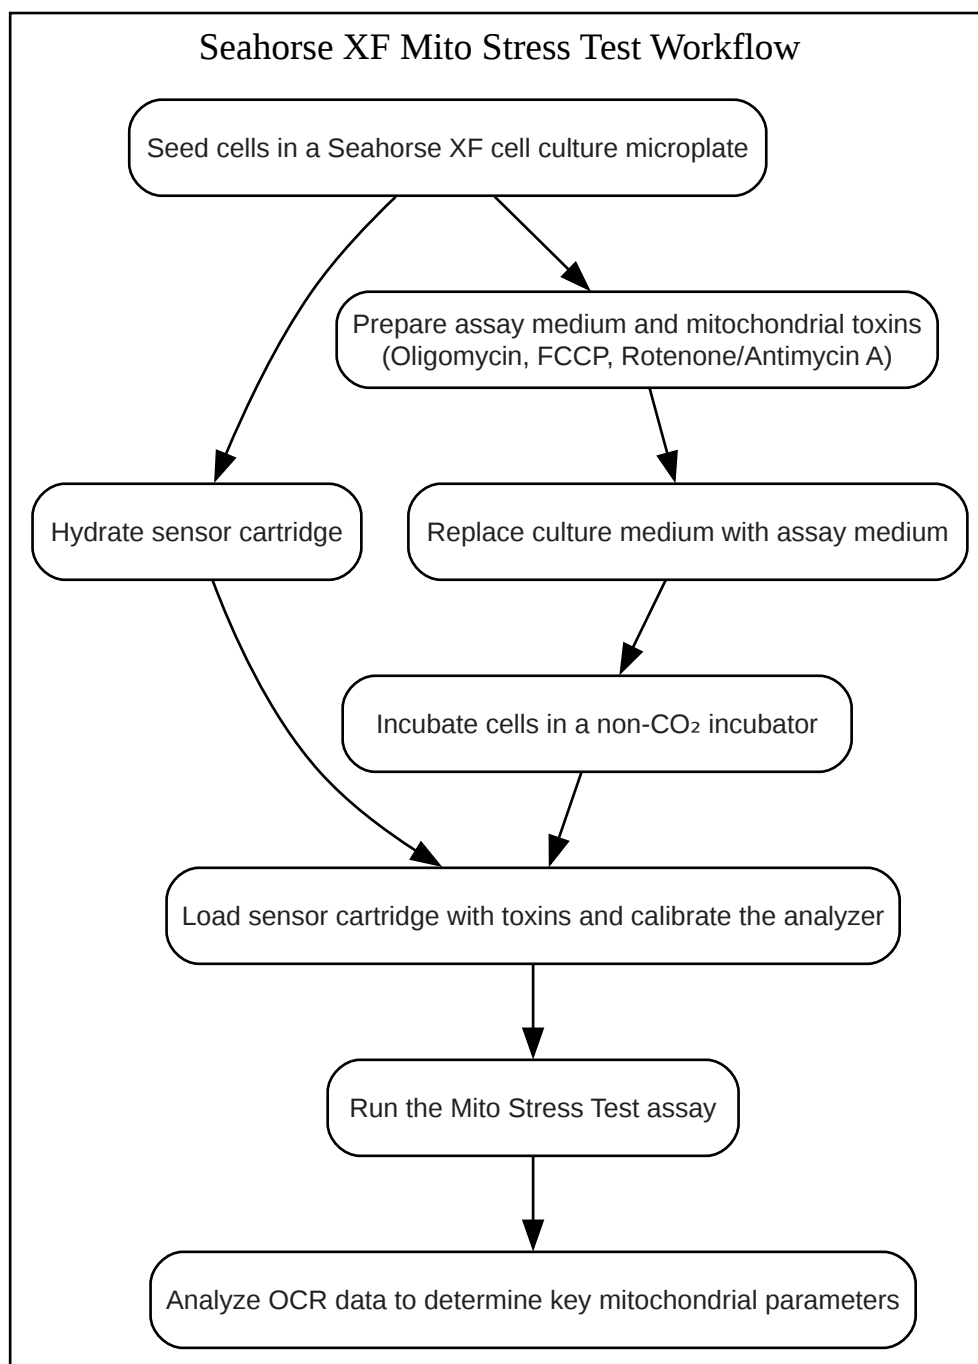 Seahorse XF Mito Stress Test Workflow
Seed cells in a Seahorse XF cell culture microplate
Prepare assay medium and mitochondrial toxins
(Oligomycin, FCCP, Rotenone/Antimycin A)
Hydrate sensor cartridge
Replace culture medium with assay medium
Incubate cells in a non-CO₂ incubator
Load sensor cartridge with toxins and calibrate the analyzer
Run the Mito Stress Test assay
Analyze OCR data to determine key mitochondrial parameters